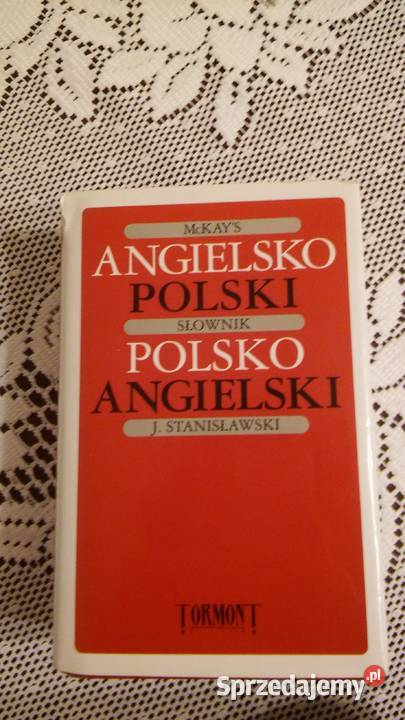 McKAY'S
ANGIELSKO
POLSKI
SŁOWNIK
POLSKO
ANGIELSKI
J. STANISŁAWSKI
TORMONT
Sprzedajemy.pl